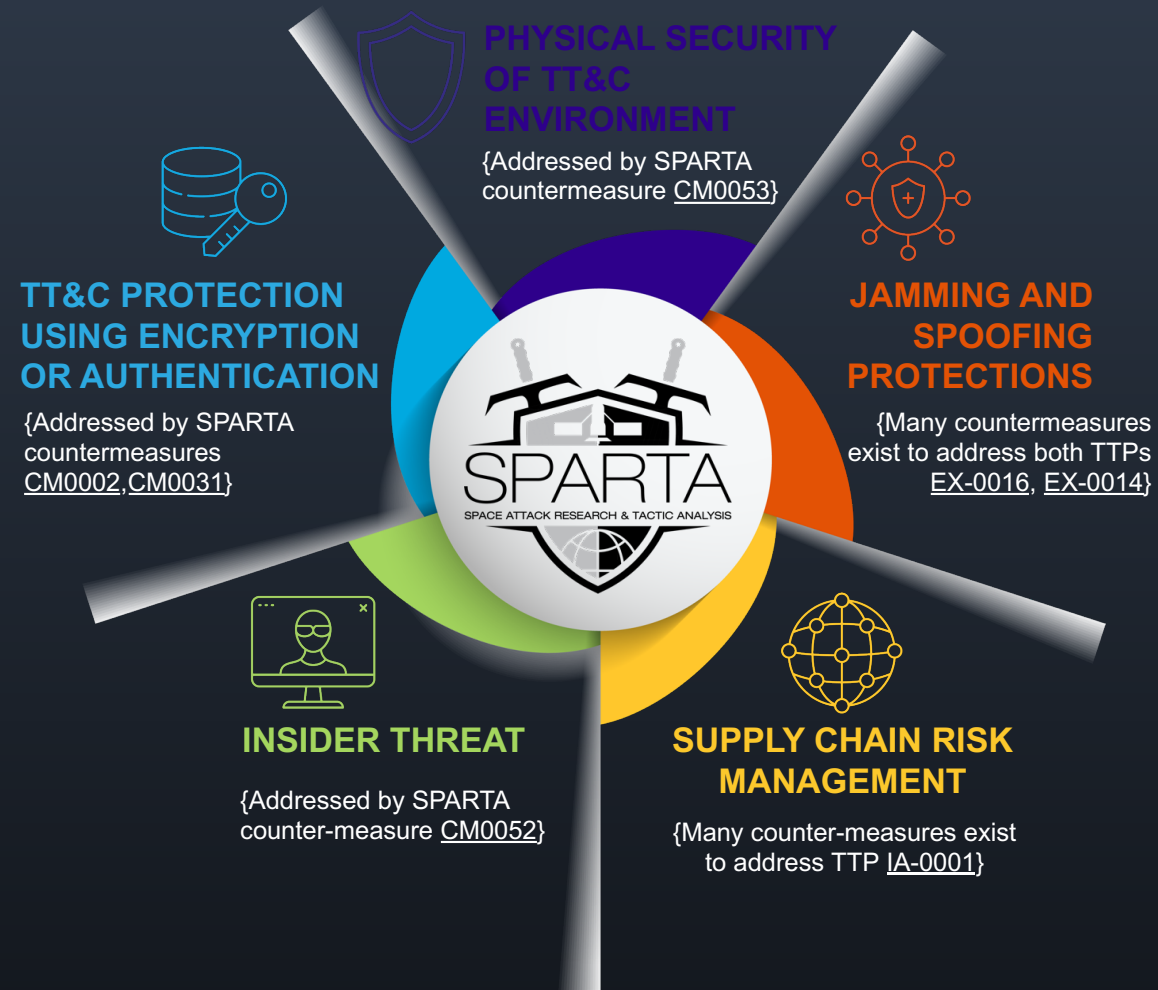 PHYSICAL SECURITY
OF TT&C
ENVIRONMENT
{Addressed by SPARTA
countermeasure CM0053}
TT&C PROTECTION
USING ENCRYPTION
OR AUTHENTICATION
{Addressed by SPARTA
countermeasures
CM0002,CM0031}
JAMMING AND
SPOOFING
PROTECTIONS
{Many countermeasures
exist to address both TTPs
EX-0016, EX-0014}
SPARTA
SPACE ATTACK RESEARCH & TACTIC ANALYSIS
INSIDER THREAT
{Addressed by SPARTA
counter-measure CM0052}
SUPPLY CHAIN RISK
MANAGEMENT
{Many counter-measures exist
to address TTP IA-0001}